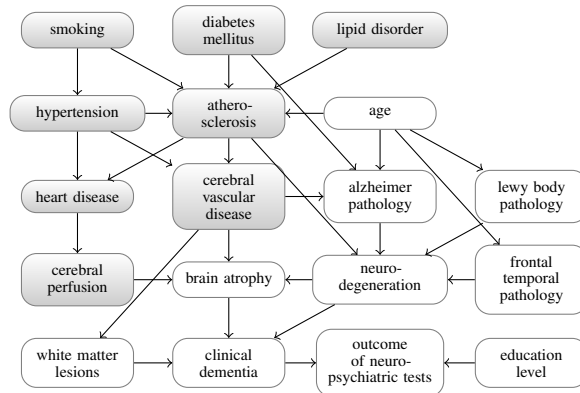 smoking
diabetes
mellitus
lipid disorder
hypertension
athero-
sclerosis
age
heart disease
cerebral
vascular
disease
alzheimer
pathology
lewy body
pathology
cerebral
perfusion
brain atrophy
neuro-
degeneration
frontal
temporal
pathology
white matter
lesions
clinical
dementia
outcome
of neuro-
psychiatric tests
education
level